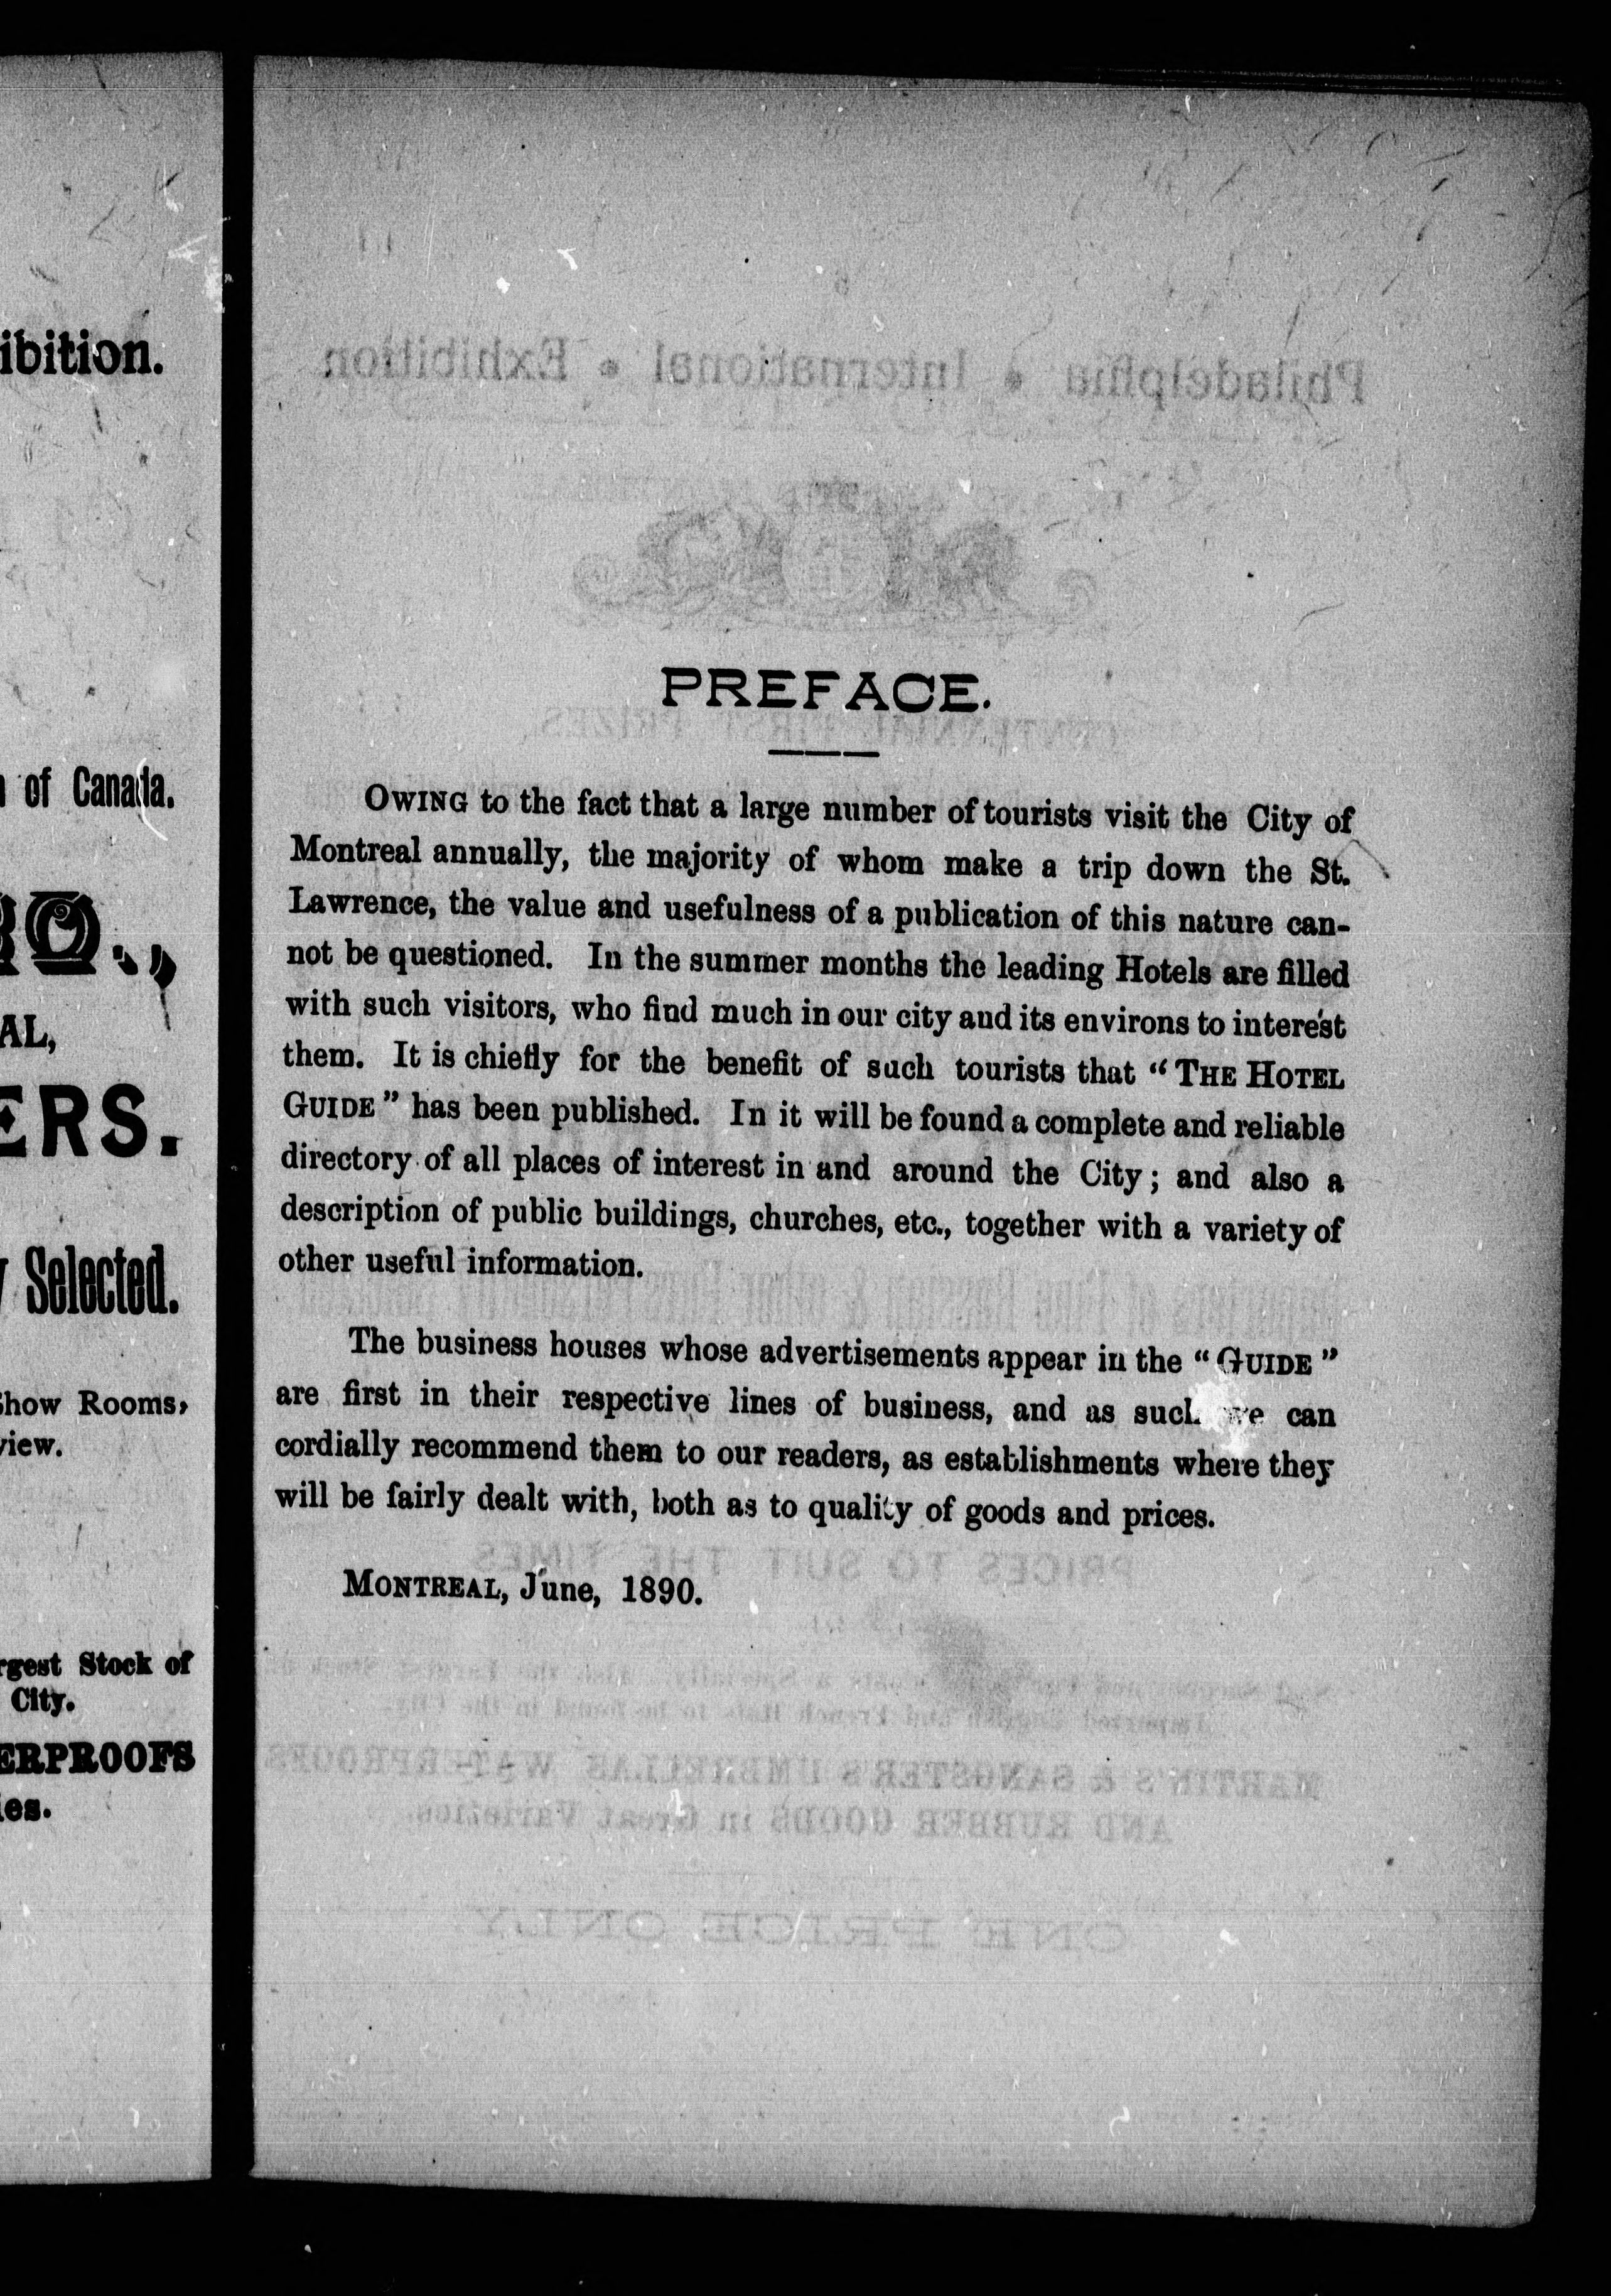 ibition.
of Canada.
AL,
ERS.
Selected.
Show Rooms,
view.
rgest Stock of
City.
ERPROOFS
ies.
PREFACE.
OWING to the fact that a large number of tourists visit the City of
Montreal annually, the majority of whom make a trip down the St.
Lawrence, the value and usefulness of a publication of this nature can-
not be questioned. In the summer months the leading Hotels are filled
with such visitors, who find much in our city and its environs to interest
them. It is chiefly for the benefit of such tourists that "THE HOTEL
GUIDE" has been published. In it will be found a complete and reliable
directory of all places of interest in and around the City; and also a
description of public buildings, churches, etc., together with a variety of
other useful information.
The business houses whose advertisements appear in the "GUIDE"
are first in their respective lines of business, and as such we can
cordially recommend them to our readers, as establishments where they
will be fairly dealt with, both as to quality of goods and prices.
MONTREAL, June, 1890.